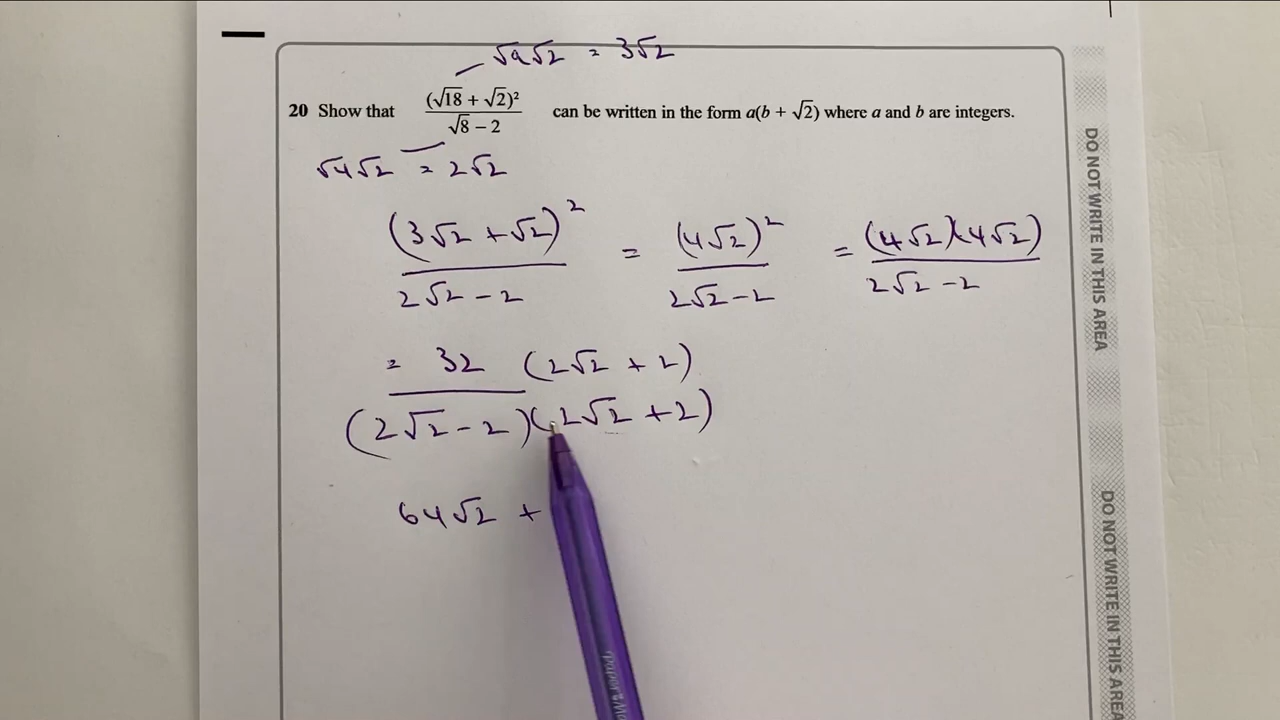 √9√2 = 3√2
20 Show that (√18 + √2)² / √8 − 2 can be written in the form a(b + √2) where a and b are integers.
√4√2 = 2√2
(3√2 + √2)² / 2√2 - 2 = (4√2)² / 2√2 - 2 = (4√2)(4√2) / 2√2 - 2
= 32 (2√2 + 2)
(2√2 - 2)(2√2 + 2)
64√2 +
DO NOT WRITE IN THIS AREA
DO NOT WRITE IN THIS AREA